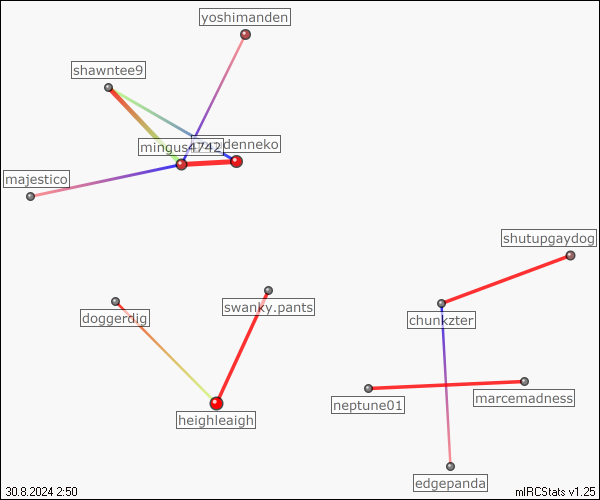 yoshimanden
shawntee9
mingus4742
denneko
majestico
shutupgaydog
doggerdig
swanky.pants
chunkzter
neptune01
marcemadness
heighleaigh
edgepanda
30.8.2024 2:50
mIRCStats v1.25